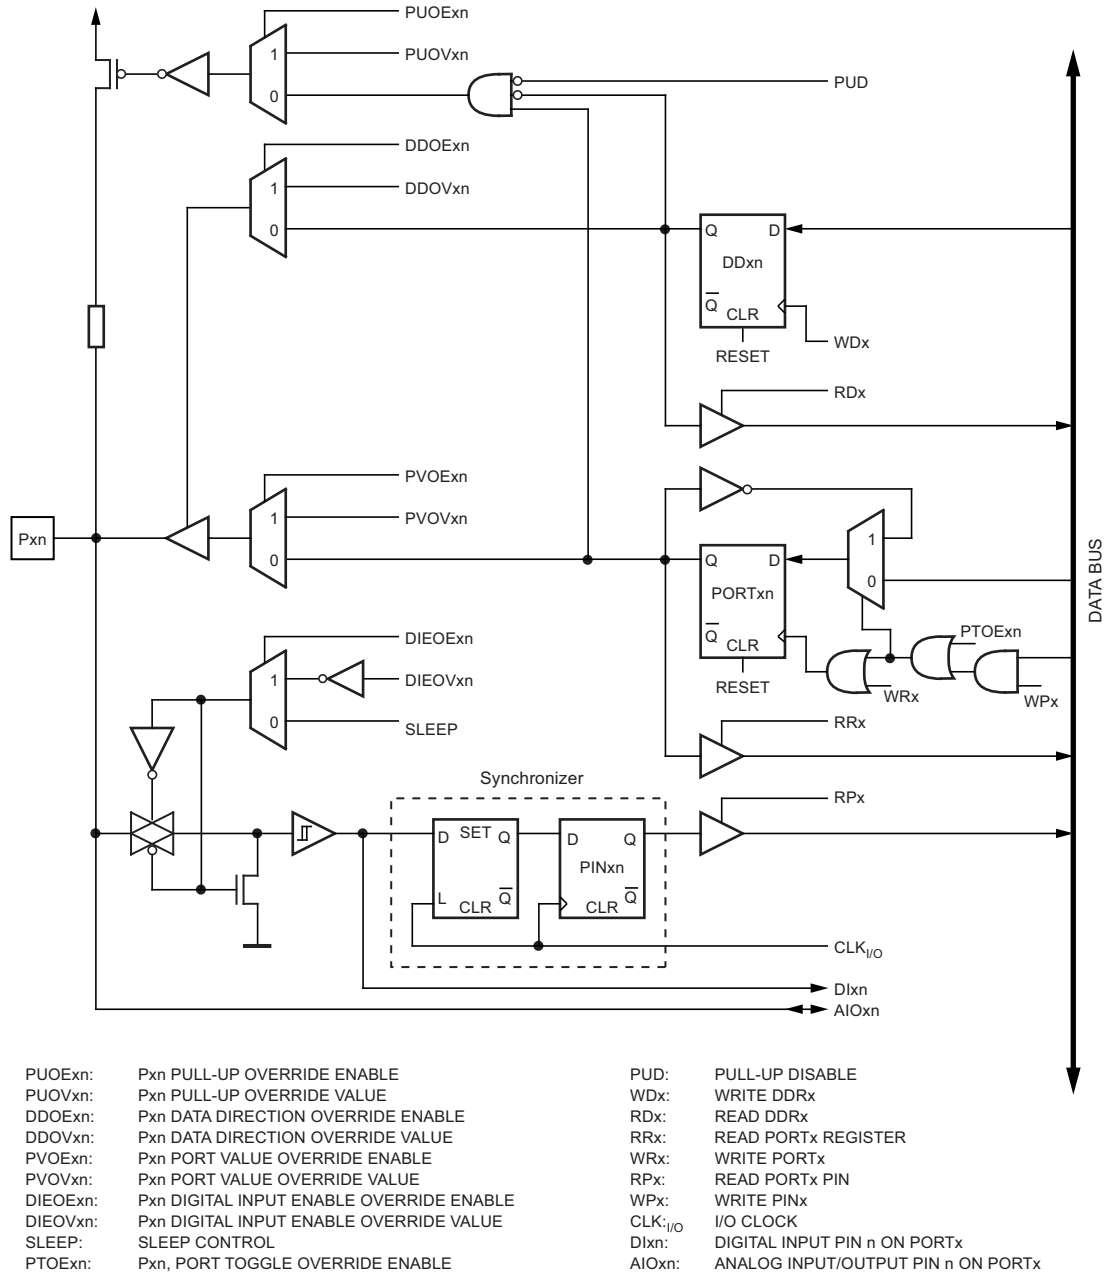 PUOExn
PUOVxn
1
0
PUD
DDOExn
DDOVxn
1
0
Q D
DDxn
Q
CLR
RESET
WDx
RDx
PVOExn
PVOVxn
1
0
Pxn
1
0
Q D
PORTxn
Q
CLR
RESET
PTOExn
WRx
WPx
DATA BUS
DIEOExn
DIEOVxn
1
0
SLEEP
RRx
Synchronizer
RPx
D SET Q
L
CLR Q
D Q
PINxn
CLR Q
CLKI/O
DIxn
AIOxn
PUOExn: Pxn PULL-UP OVERRIDE ENABLE
PUOVxn: Pxn PULL-UP OVERRIDE VALUE
DDOExn: Pxn DATA DIRECTION OVERRIDE ENABLE
DDOVxn: Pxn DATA DIRECTION OVERRIDE VALUE
PVOExn: Pxn PORT VALUE OVERRIDE ENABLE
PVOVxn: Pxn PORT VALUE OVERRIDE VALUE
DIEOExn: Pxn DIGITAL INPUT ENABLE OVERRIDE ENABLE
DIEOVxn: Pxn DIGITAL INPUT ENABLE OVERRIDE VALUE
SLEEP: SLEEP CONTROL
PTOExn: Pxn, PORT TOGGLE OVERRIDE ENABLE
PUD: PULL-UP DISABLE
WDx: WRITE DDRx
RDx: READ DDRx
RRx: READ PORTx REGISTER
WRx: WRITE PORTx
RPx: READ PORTx PIN
WPx: WRITE PINx
CLK:I/O I/O CLOCK
DIxn: DIGITAL INPUT PIN n ON PORTx
AIOxn: ANALOG INPUT/OUTPUT PIN n ON PORTx